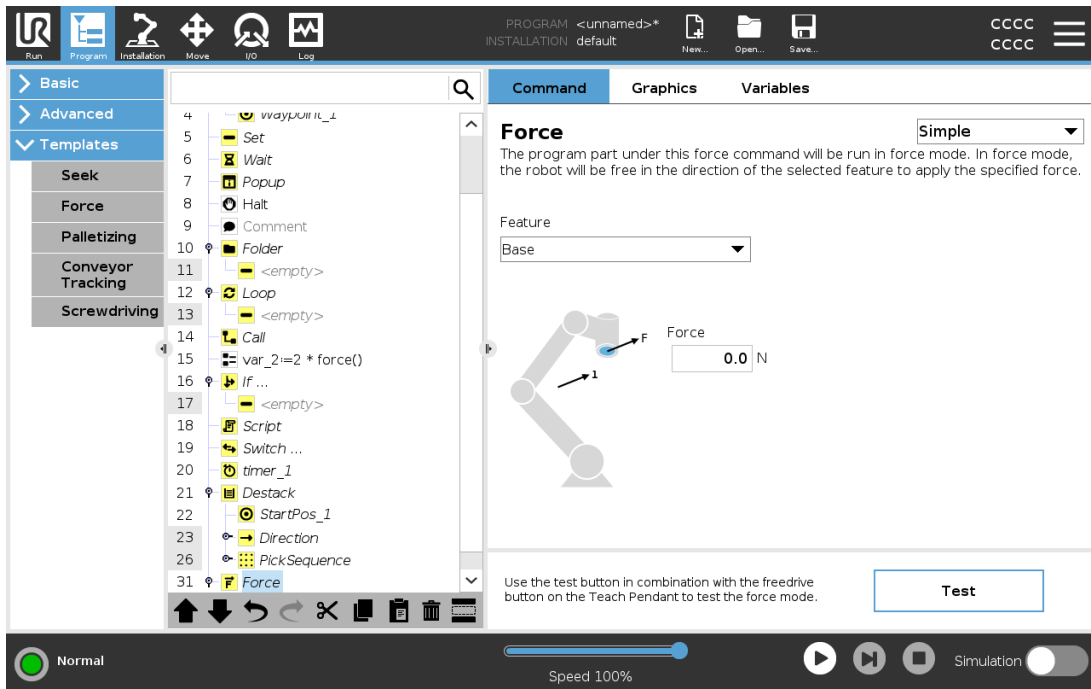 PROGRAM <unnamed>*
INSTALLATION default
CCCC
CCCC
Run
Program
Installation
Move
I/O
Log
New...
Open...
Save...
Basic
Advanced
Templates
Seek
Force
Palletizing
Conveyor
Tracking
Screwdriving
4 Waypoint_1
5 Set
6 Wait
7 Popup
8 Halt
9 Comment
10 Folder
11 <empty>
12 Loop
13 <empty>
14 Call
15 var_2:=2 * force()
16 If ...
17 <empty>
18 Script
19 Switch ...
20 timer_1
21 Destack
22 StartPos_1
23 Direction
26 PickSequence
31 Force
Command
Graphics
Variables
Force
Simple
The program part under this force command will be run in force mode. In force mode,
the robot will be free in the direction of the selected feature to apply the specified force.
Feature
Base
F
1
Force
0.0 N
Use the test button in combination with the freedrive
button on the Teach Pendant to test the force mode.
Test
Normal
Speed 100%
Simulation